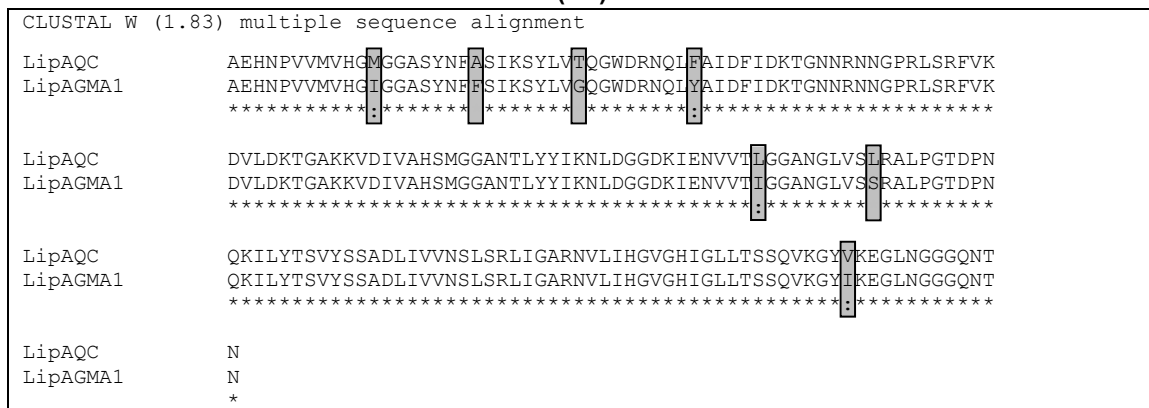 CLUSTAL W (1.83) multiple sequence alignment
LipAQC AEHNPVVMVHGMGGASYNFASIKSYLVTQGWDRNQLFAIDFIDKTGNNRNNGPRLSRFVK
LipAGMA1 AEHNPVVMVHGIGGASYNFFSIKSYLVGQGWDRNQLYAIDFIDKTGNNRNNGPRLSRFVK
***********:******* ******* ********:***********************
LipAQC DVLDKTGAKKVDIVAHSMGGANTLYYIKNLDGGDKIENVVTLGGANGLVSLRALPGTDPN
LipAGMA1 DVLDKTGAKKVDIVAHSMGGANTLYYIKNLDGGDKIENVVTIGGANGLVSSRALPGTDPN
*****************************************:******** *********
LipAQC QKILYTSVYSSADLIVVNSLSRLIGARNVLIHGVGHIGLLTSSQVKGYVKEGLNGGGQNT
LipAGMA1 QKILYTSVYSSADLIVVNSLSRLIGARNVLIHGVGHIGLLTSSQVKGYIKEGLNGGGQNT
************************************************:***********
LipAQC N
LipAGMA1 N
*